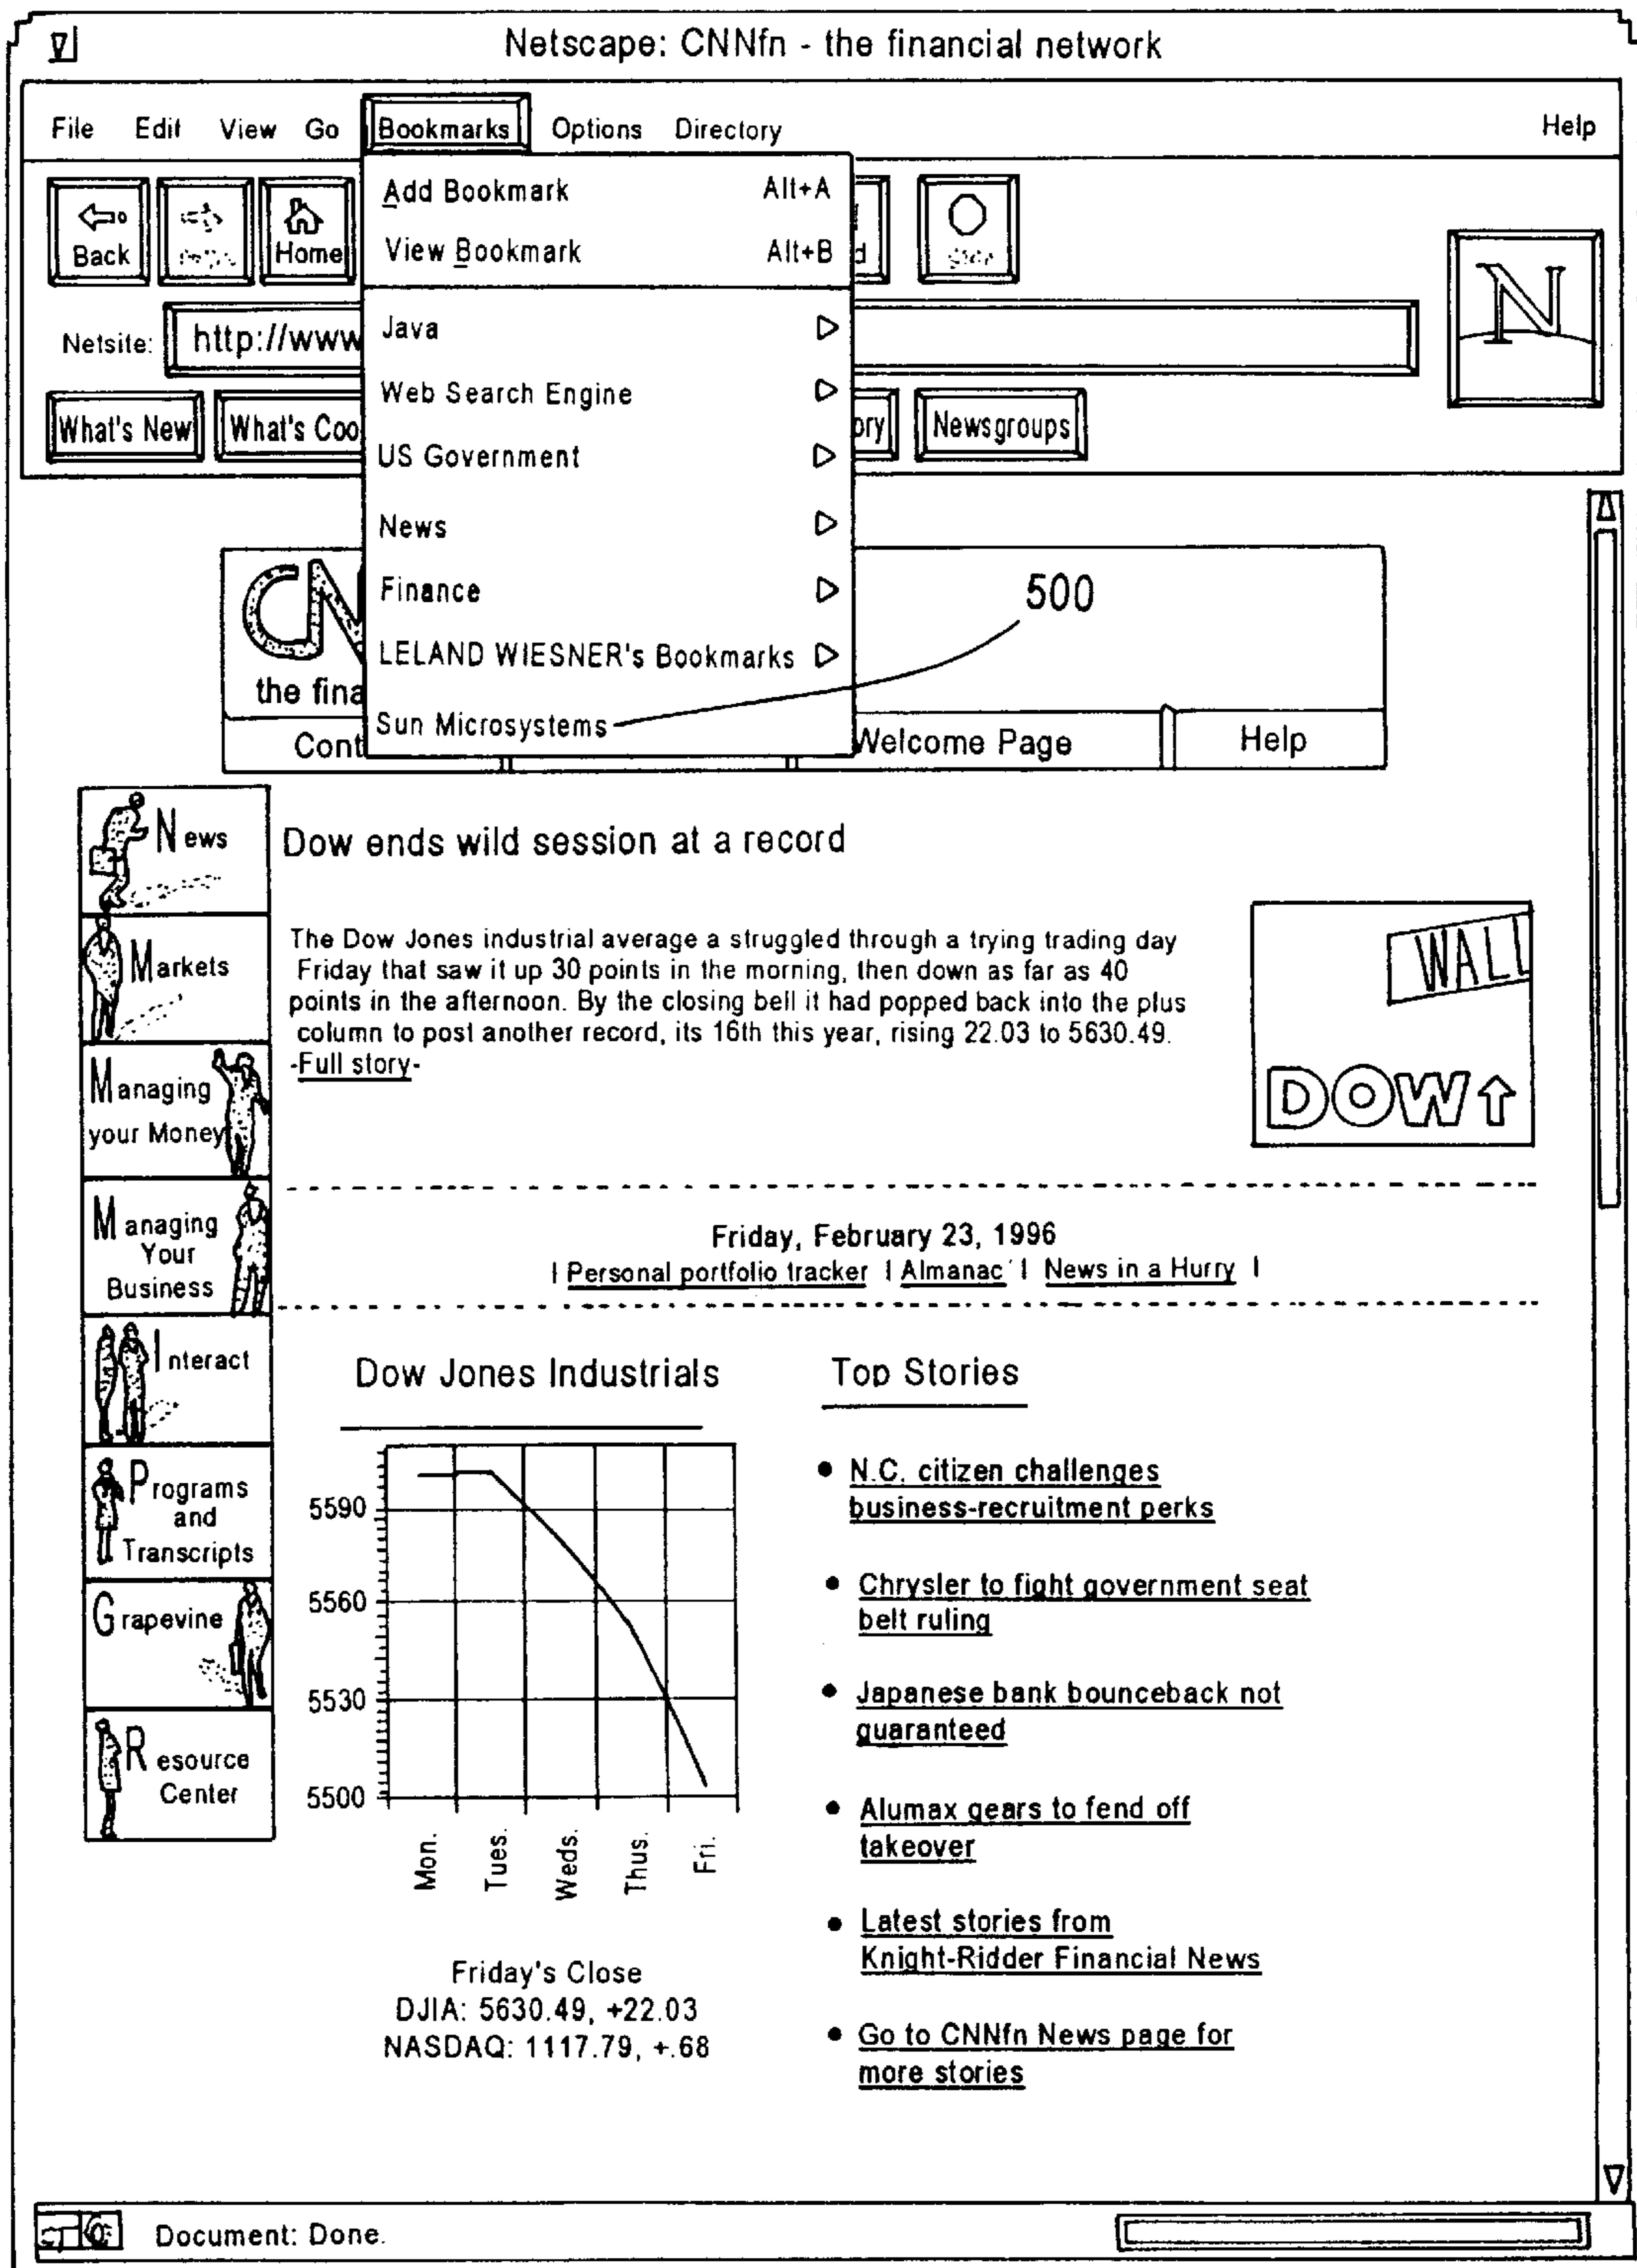 Netscape: CNNfn - the financial network
File Edit View Go Bookmarks Options Directory Help
Add Bookmark Alt+A
View Bookmark Alt+B
Back
Home
d
Netsite: http://www
Java
Web Search Engine
What's New What's Coo ory Newsgroups
US Government
News
Finance
500
LELAND WIESNER's Bookmarks
Sun Microsystems
N
CN
the fina
Cont Welcome Page Help
News
Markets
Managing
your Money
Managing
Your
Business
Interact
Programs
and
Transcripts
Grapevine
Resource
Center
Dow ends wild session at a record
The Dow Jones industrial average a struggled through a trying trading day
Friday that saw it up 30 points in the morning, then down as far as 40
points in the afternoon. By the closing bell it had popped back into the plus
column to post another record, its 16th this year, rising 22.03 to 5630.49.
-Full story-
WALL
DOW
Friday, February 23, 1996
| Personal portfolio tracker | Almanac | News in a Hurry |
Dow Jones Industrials
5590
5560
5530
5500
Mon. Tues. Weds. Thus. Fri.
Friday's Close
DJIA: 5630.49, +22.03
NASDAQ: 1117.79, +.68
Top Stories
• N.C. citizen challenges
business-recruitment perks
• Chrysler to fight government seat
belt ruling
• Japanese bank bounceback not
guaranteed
• Alumax gears to fend off
takeover
• Latest stories from
Knight-Ridder Financial News
• Go to CNNfn News page for
more stories
Document: Done.